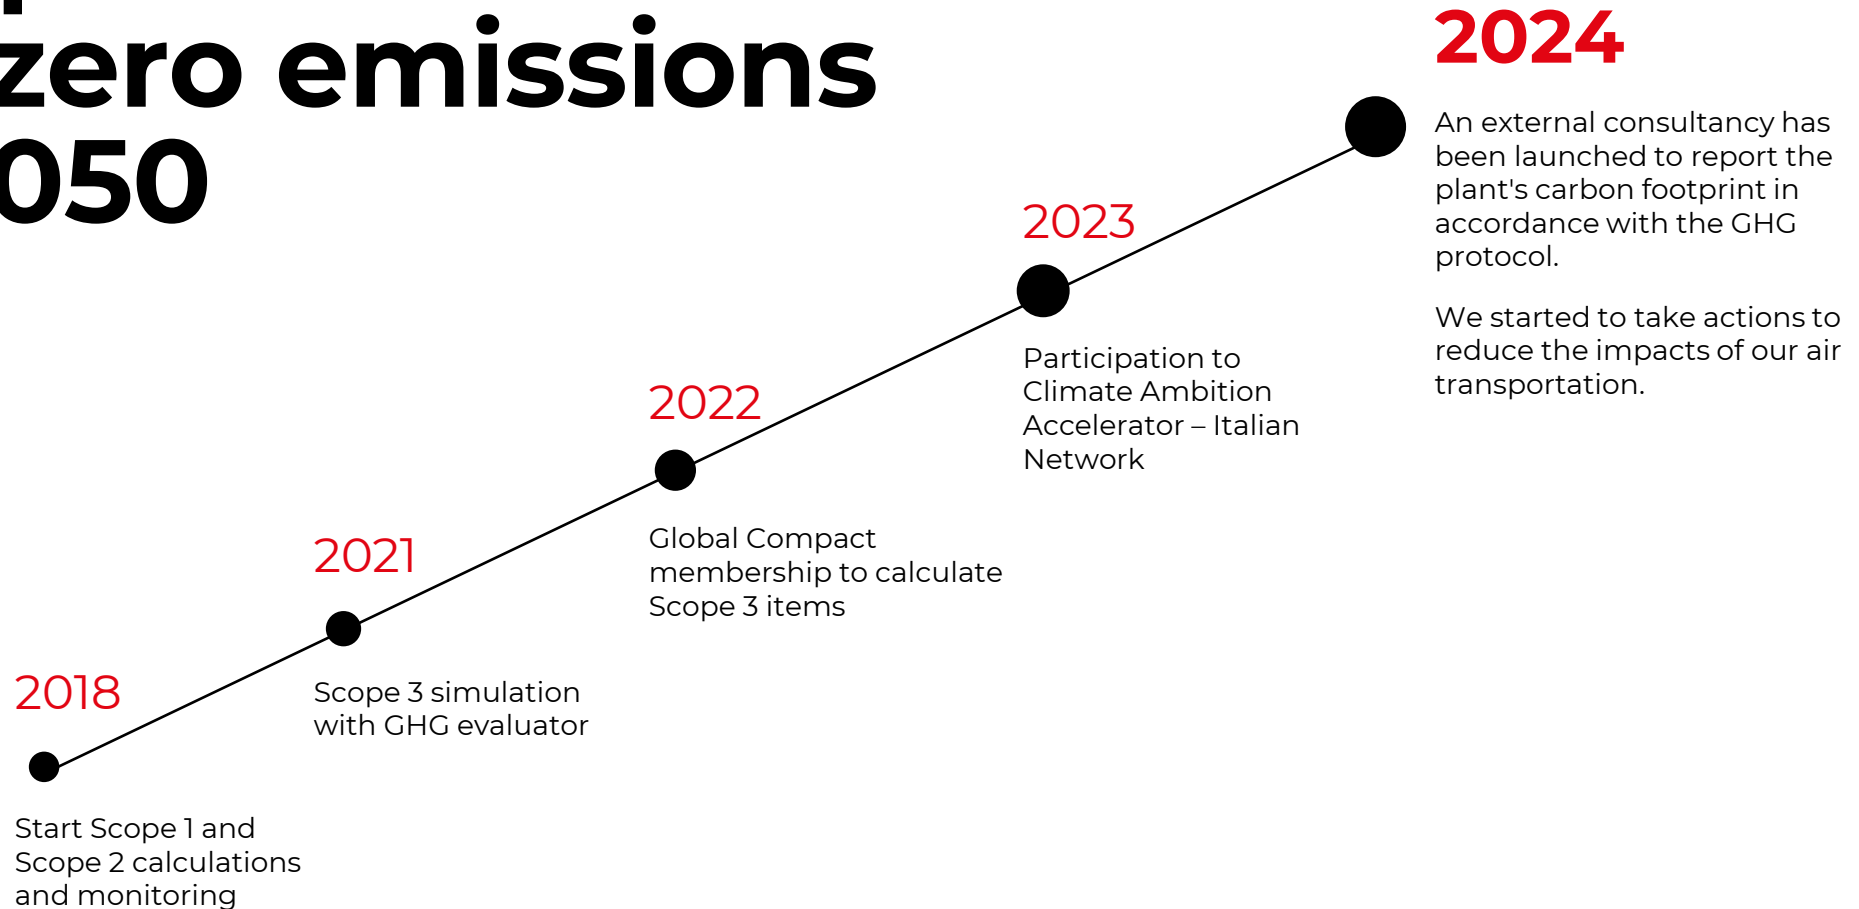 zero emissions
050
2024
An external consultancy has
been launched to report the
plant's carbon footprint in
accordance with the GHG
protocol.
We started to take actions to
reduce the impacts of our air
transportation.
2023
Participation to
Climate Ambition
Accelerator – Italian
Network
2022
Global Compact
membership to calculate
Scope 3 items
2021
Scope 3 simulation
with GHG evaluator
2018
Start Scope 1 and
Scope 2 calculations
and monitoring